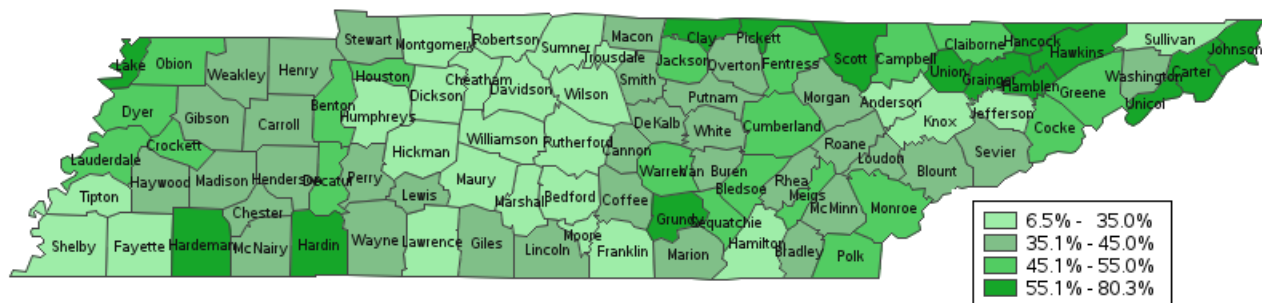 Stewart
Montgomery
Robertson
Sumner
Trousdale
Macon
Clay
Pickett
Scott
Campbell
Claiborne
Hancock
Hawkins
Sullivan
Johnson
Lake
Obion
Weakley
Henry
Houston
Cheatham
Davidson
Wilson
Smith
Jackson
Overton
Fentress
Union
Grainger
Hamblen
Washington
Carter
Unicol
Greene
Dyer
Gibson
Carroll
Benton
Humphreys
Dickson
DeKalb
Putnam
Morgan
Anderson
Knox
Jefferson
Cocke
Lauderdale
Crockett
Haywood
Madison
Henderson
Decatur
Perry
Hickman
Williamson
Rutherford
Cannon
White
Cumberland
Roane
Loudon
Blount
Sevier
Tipton
Chester
Lewis
Maury
Marshal
Bedford
Coffee
Warren
Van Buren
Bledsoe
Rhea
Meigs
McMinn
Monroe
Shelby
Fayette
Hardeman
McNairy
Hardin
Wayne
Lawrence
Giles
Lincoln
Moore
Franklin
Grundy
Sequatchie
Marion
Hamilton
Bradley
Polk
6.5% - 35.0%
35.1% - 45.0%
45.1% - 55.0%
55.1% - 80.3%